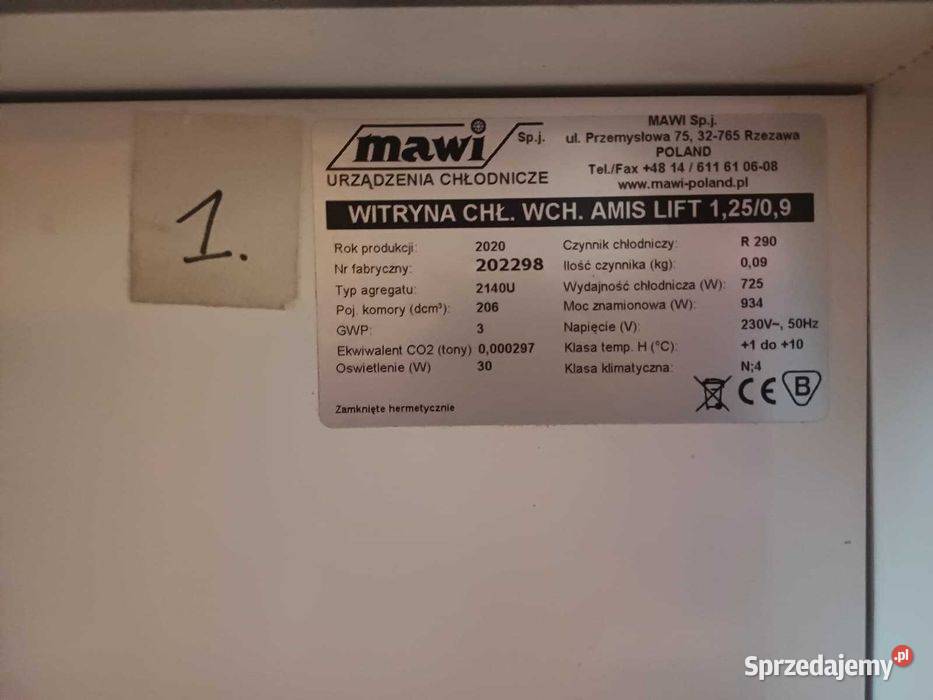 1.
mawi Sp.j.
URZĄDZENIA CHŁODNICZE
MAWI Sp.j.
ul. Przemysłowa 75, 32-765 Rzezawa
POLAND
Tel./Fax +48 14 / 611 61 06-08
www.mawi-poland.pl
WITRYNA CHŁ. WCH. AMIS LIFT 1,25/0,9
Rok produkcji: 2020
Nr fabryczny: 202298
Typ agregatu: 2140U
Poj. komory (dcm³): 206
GWP: 3
Ekwiwalent CO2 (tony) 0,000297
Oswietlenie (W) 30
Czynnik chłodniczy: R 290
Ilość czynnika (kg): 0,09
Wydajność chłodnicza (W): 725
Moc znamionowa (W): 934
Napięcie (V): 230V~, 50Hz
Klasa temp. H (°C): +1 do +10
Klasa klimatyczna: N;4
Zamknięte hermetycznie
CE B
Sprzedajemy.pl